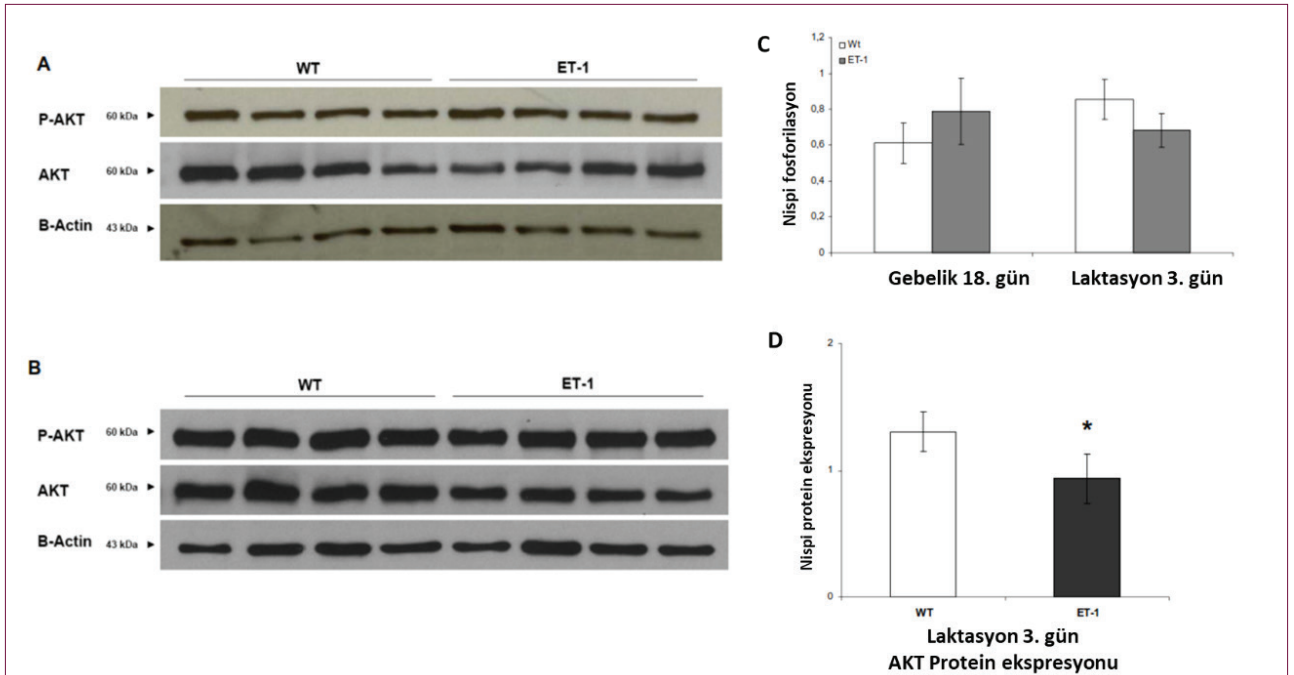 A
WT ET-1
P-AKT 60 kDa ►
AKT 60 kDa ►
B-Actin 43 kDa ►
B
WT ET-1
P-AKT 60 kDa ►
AKT 60 kDa ►
B-Actin 43 kDa ►
C
Wt
ET-1
Nispi fosforilasyon
1,2
1
0,8
0,6
0,4
0,2
0
Gebelik 18. gün Laktasyon 3. gün
D
Nispi protein ekspresyonu
2
1
0
*
WT ET-1
Laktasyon 3. gün
AKT Protein ekspresyonu